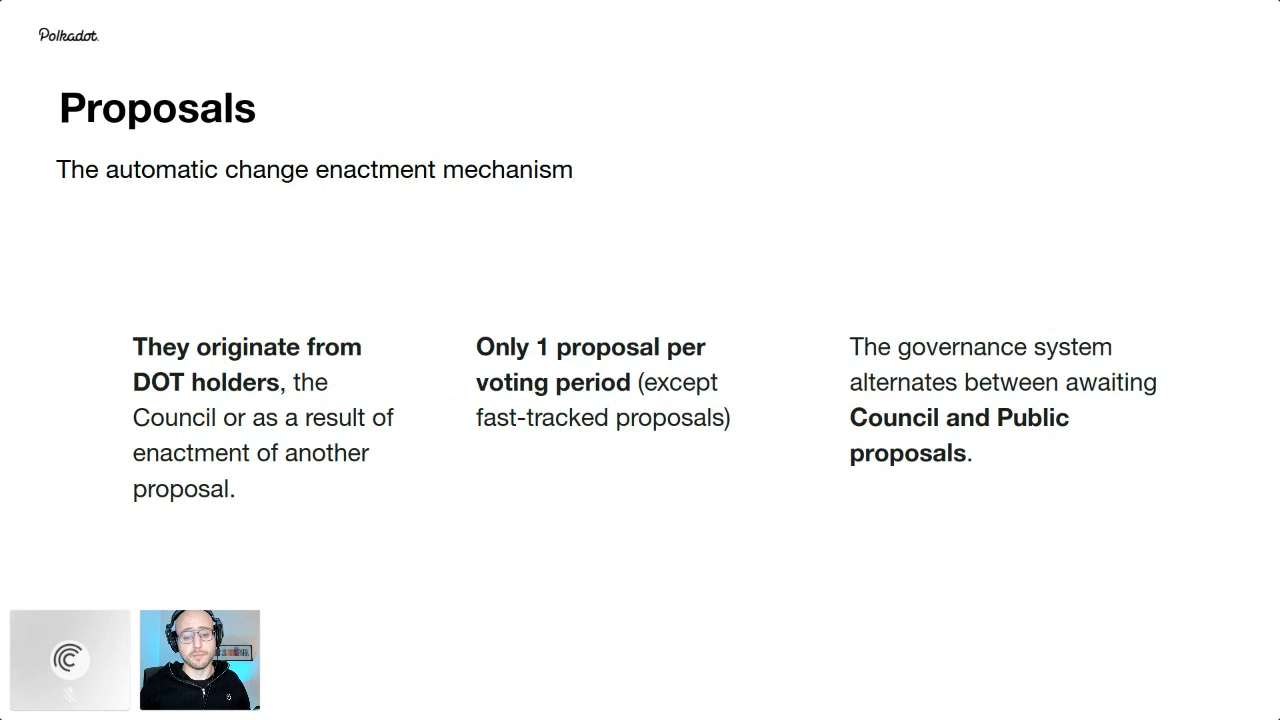 Polkadot.
Proposals
The automatic change enactment mechanism
They originate from
DOT holders, the
Council or as a result of
enactment of another
proposal.
Only 1 proposal per
voting period (except
fast-tracked proposals)
The governance system
alternates between awaiting
Council and Public
proposals.